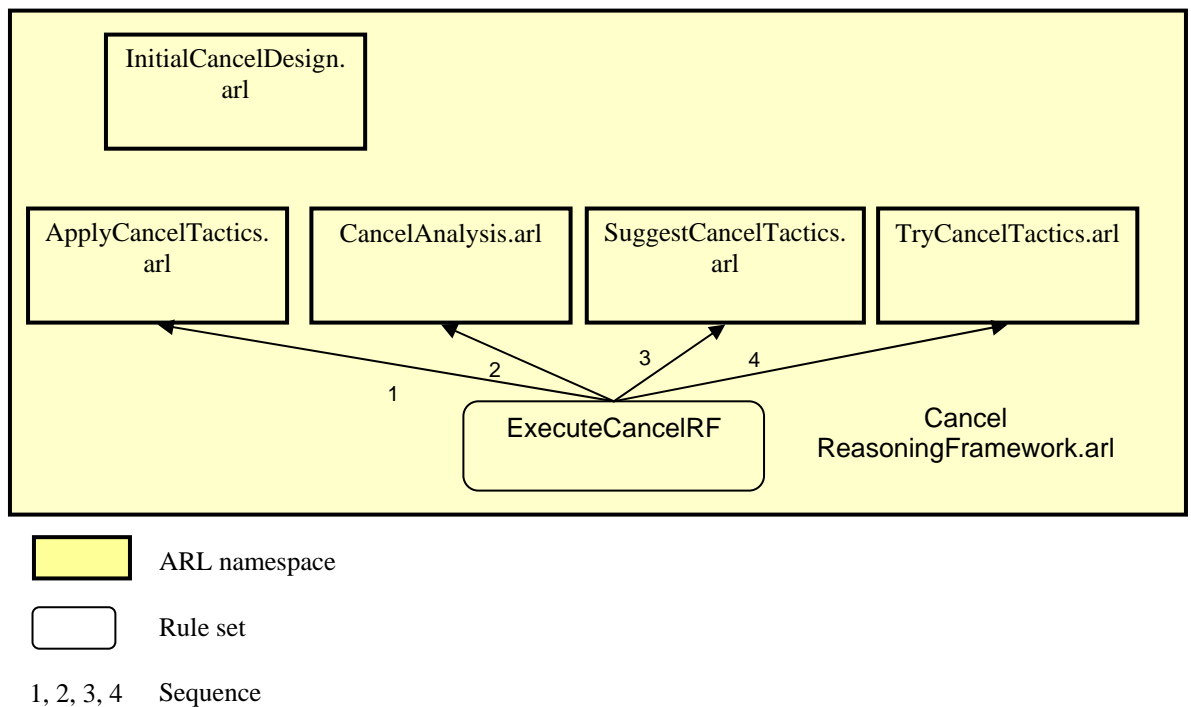 InitialCancelDesign.
arl
ApplyCancelTactics.
arl
CancelAnalysis.arl
SuggestCancelTactics.
arl
TryCancelTactics.arl
1
2
3
4
ExecuteCancelRF
Cancel
ReasoningFramework.arl
ARL namespace
Rule set
1, 2, 3, 4 Sequence